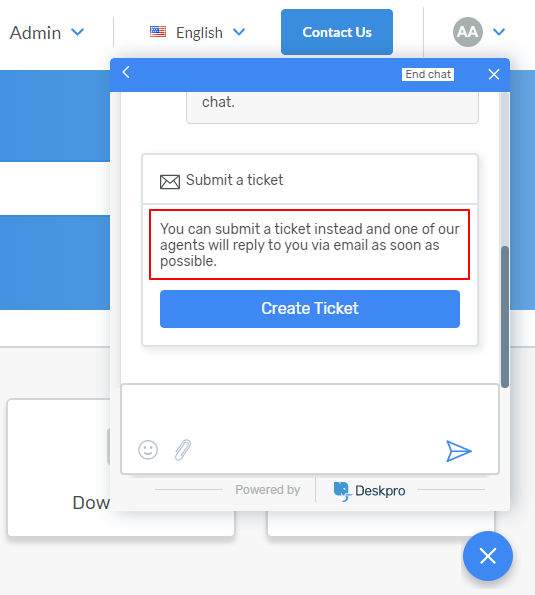 Admin
English
Contact Us
AA
End chat
chat.
Submit a ticket
You can submit a ticket instead and one of our
agents will reply to you via email as soon as
possible.
Create Ticket
Dow
Powered by
Deskpro